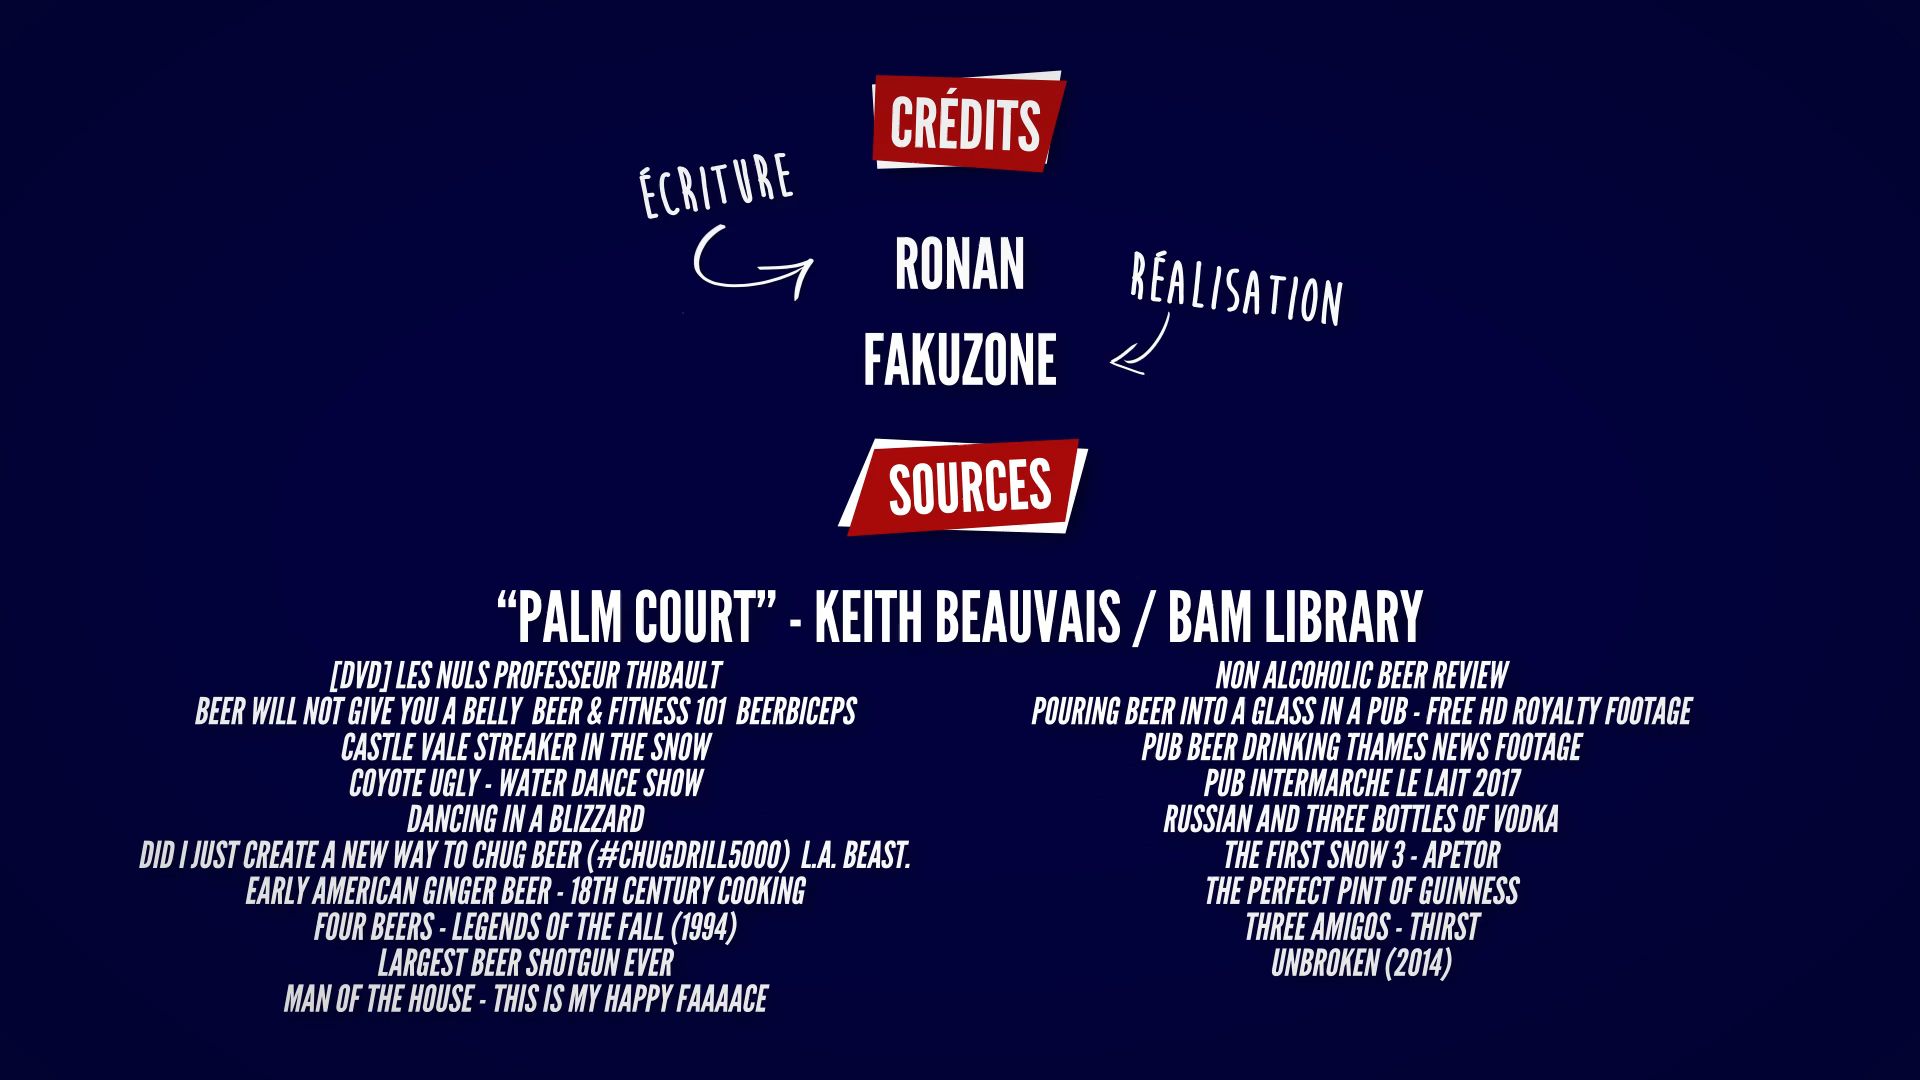 CRÉDITS
ÉCRITURE
RONAN
RÉALISATION
FAKUZONE
SOURCES
“PALM COURT” - KEITH BEAUVAIS / BAM LIBRARY
[DVD] LES NULS PROFESSEUR THIBAULT
BEER WILL NOT GIVE YOU A BELLY  BEER & FITNESS 101  BEERBICEPS
CASTLE VALE STREAKER IN THE SNOW
COYOTE UGLY - WATER DANCE SHOW
DANCING IN A BLIZZARD
DID I JUST CREATE A NEW WAY TO CHUG BEER (#CHUGDRILL5000)  L.A. BEAST.
EARLY AMERICAN GINGER BEER - 18TH CENTURY COOKING
FOUR BEERS - LEGENDS OF THE FALL (1994)
LARGEST BEER SHOTGUN EVER
MAN OF THE HOUSE - THIS IS MY HAPPY FAAAACE
NON ALCOHOLIC BEER REVIEW
POURING BEER INTO A GLASS IN A PUB - FREE HD ROYALTY FOOTAGE
PUB BEER DRINKING THAMES NEWS FOOTAGE
PUB INTERMARCHE LE LAIT 2017
RUSSIAN AND THREE BOTTLES OF VODKA
THE FIRST SNOW 3 - APETOR
THE PERFECT PINT OF GUINNESS
THREE AMIGOS - THIRST
UNBROKEN (2014)